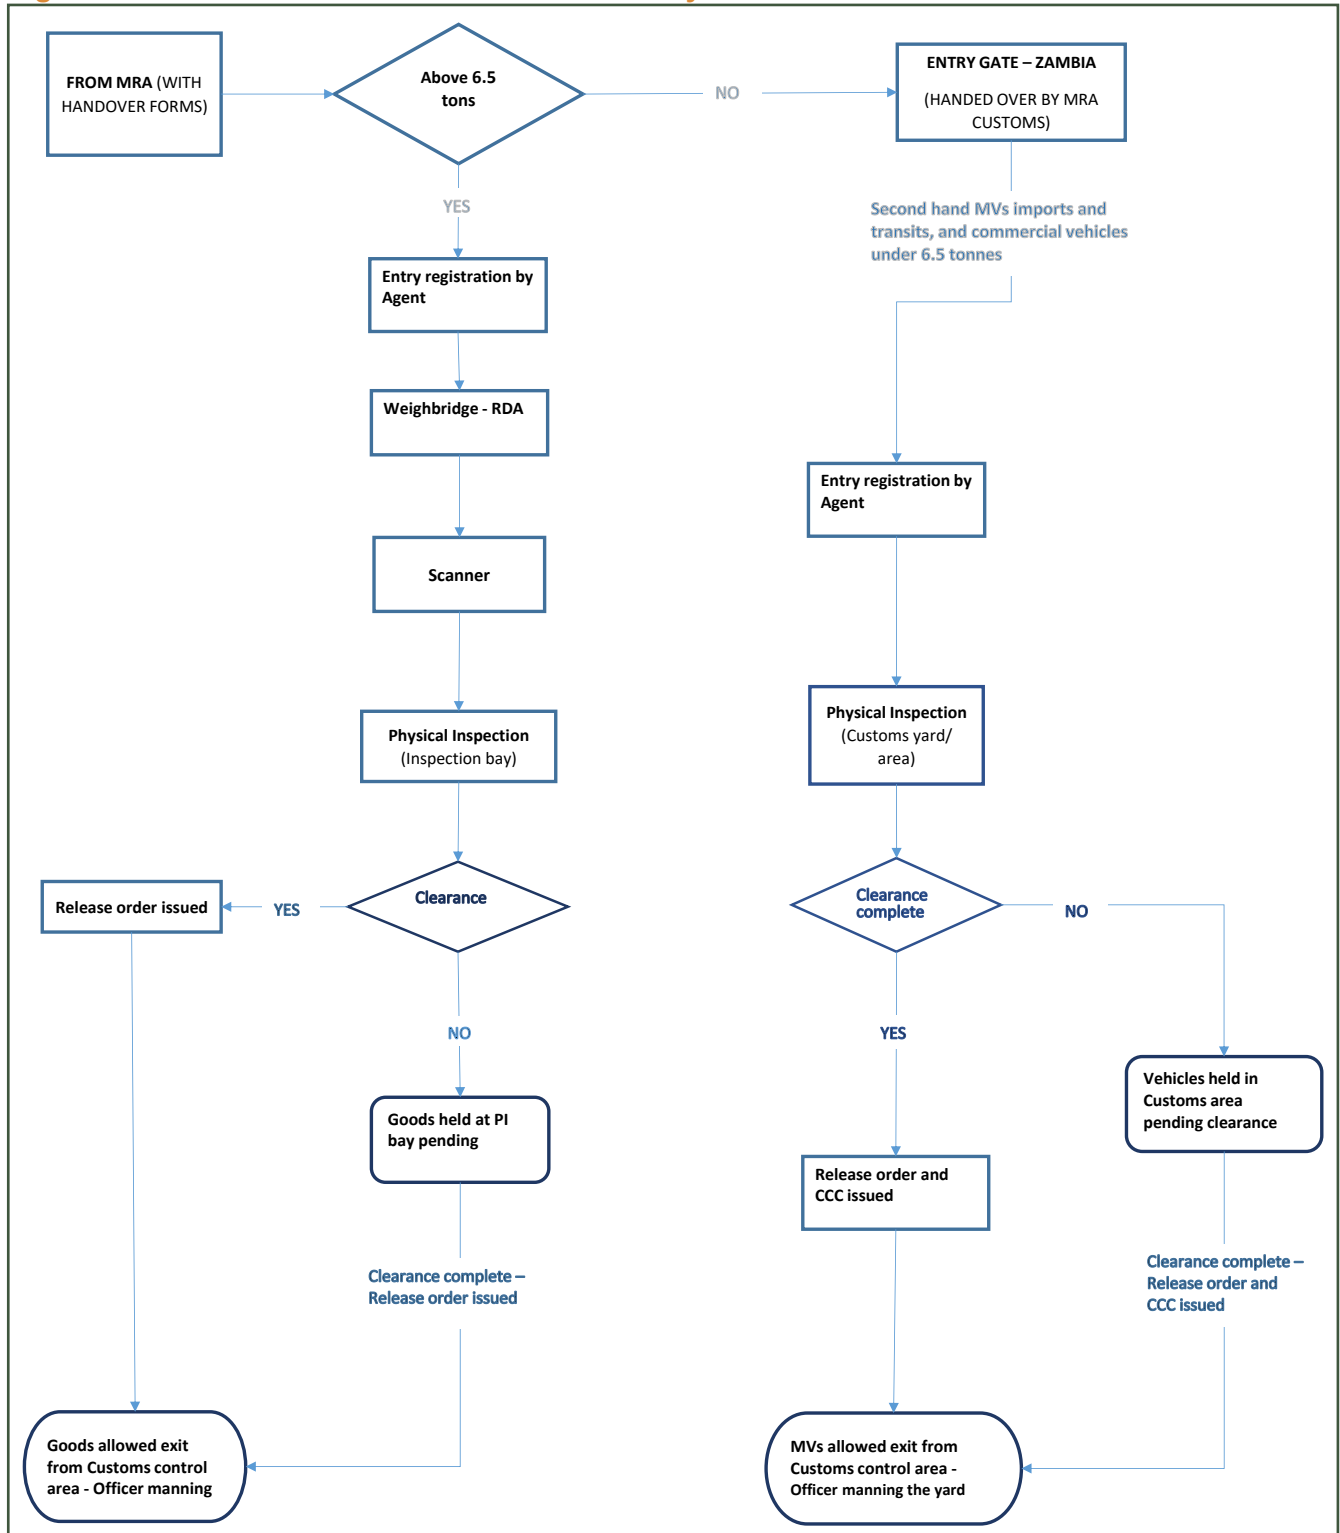 FROM MRA (WITH
HANDOVER FORMS)
Above 6.5
tons
NO
ENTRY GATE – ZAMBIA
(HANDED OVER BY MRA
CUSTOMS)
YES
Second hand MVs imports and
transits, and commercial vehicles
under 6.5 tonnes
Entry registration by
Agent
Weighbridge - RDA
Entry registration by
Agent
Scanner
Physical Inspection
(Inspection bay)
Physical Inspection
(Customs yard/
area)
Clearance
YES
Release order issued
Clearance
complete
NO
NO
YES
Goods held at PI
bay pending
Vehicles held in
Customs area
pending clearance
Release order and
CCC issued
Clearance complete –
Release order issued
Clearance complete –
Release order and
CCC issued
Goods allowed exit
from Customs control
area - Officer manning
MVs allowed exit from
Customs control area -
Officer manning the yard